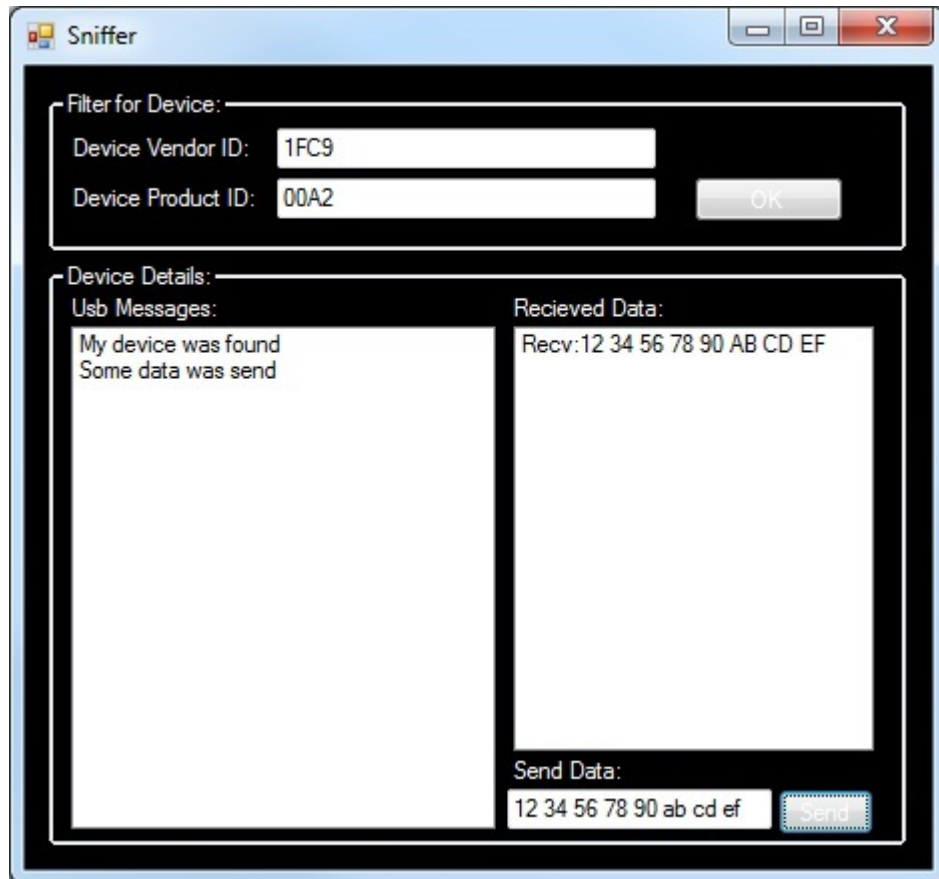 Sniffer
Filter for Device:
Device Vendor ID: 1FC9
Device Product ID: 00A2 OK
Device Details:
Usb Messages:
My device was found
Some data was send
Recieved Data:
Recv:12 34 56 78 90 AB CD EF
Send Data:
12 34 56 78 90 ab cd ef Send